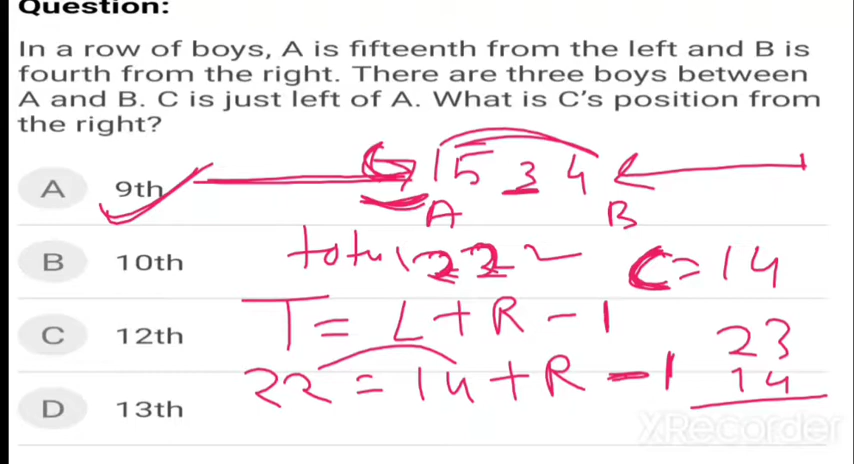 Question:
In a row of boys, A is fifteenth from the left and B is
fourth from the right. There are three boys between
A and B. C is just left of A. What is C's position from
the right?
15 3 4
A 9th
A B
total 22
C = 14
B 10th
T = L + R - 1
C 12th
23
22 = 14 + R - 1
14
D 13th
XRecorder